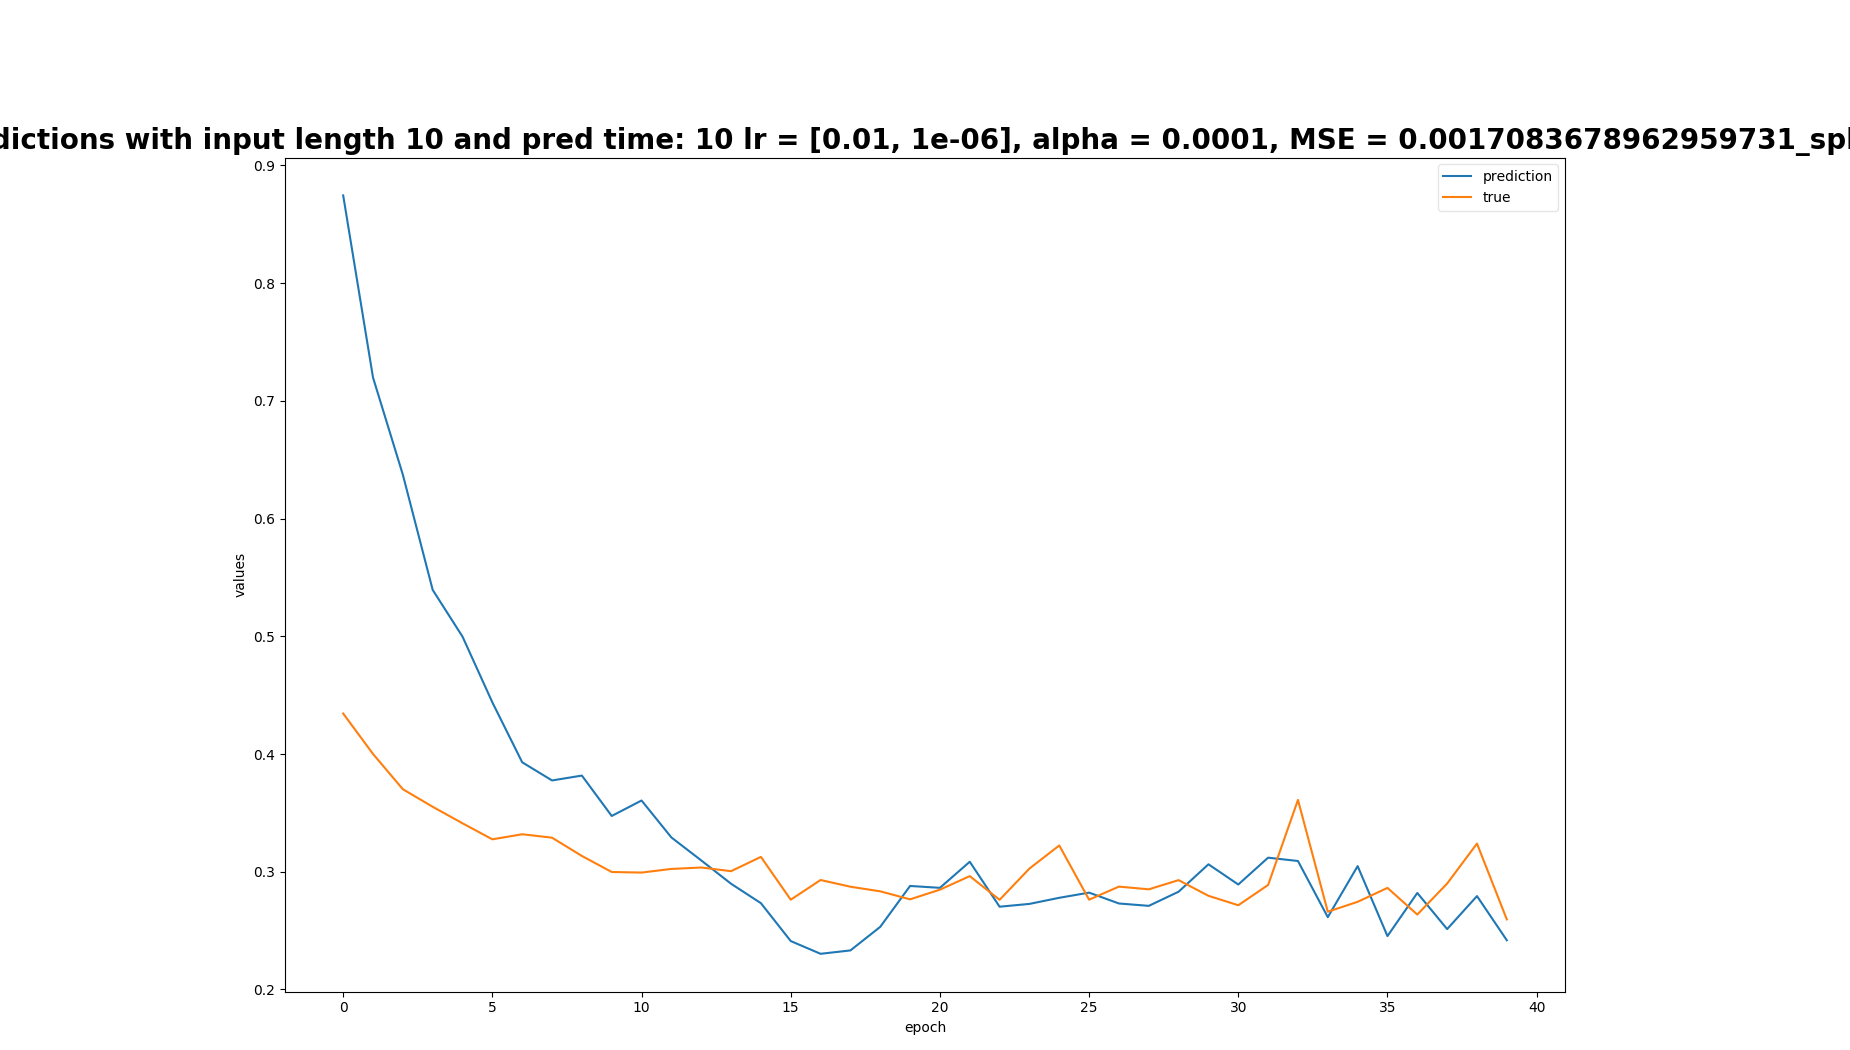 dictions with input length 10 and pred time: 10 lr = [0.01, 1e-06], alpha = 0.0001, MSE = 0.0017083678962959731_spl
prediction
true
0.9
0.8
0.7
0.6
0.5
0.4
0.3
0.2
values
0 5 10 15 20 25 30 35 40
epoch